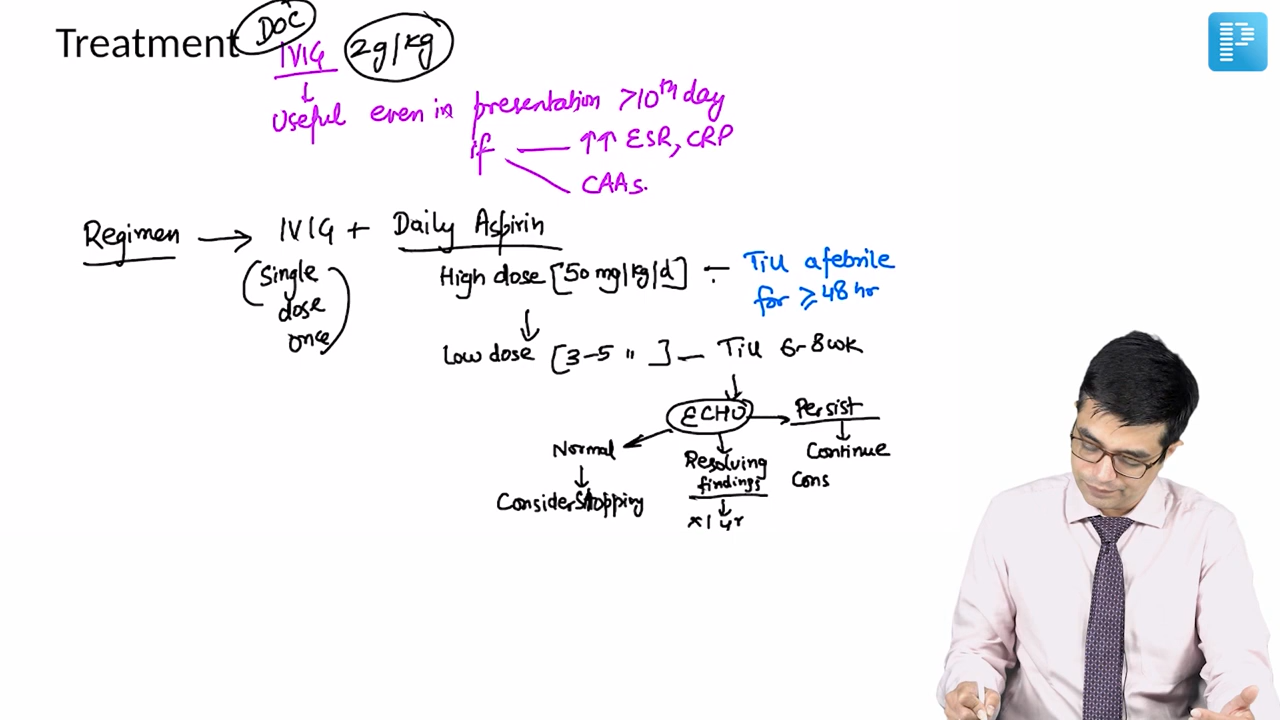 Treatment
DOC
IVIG
2g/kg
↓
Useful even in presentation >10th day
if — ↑↑ ESR, CRP
CAAs.
Regimen → IVIG + Daily Aspirin
(Single
dose
once)
High dose [50 mg/kg/d] — Till afebrile
for ≥48 hr
↓
Low dose [3-5 "] — Till 6-8 wk
↓
ECHO → Persist
↓
Continue
Cons
Normal
↓
Consider Stopping
Resolving
findings
↓
x 1 yr
P